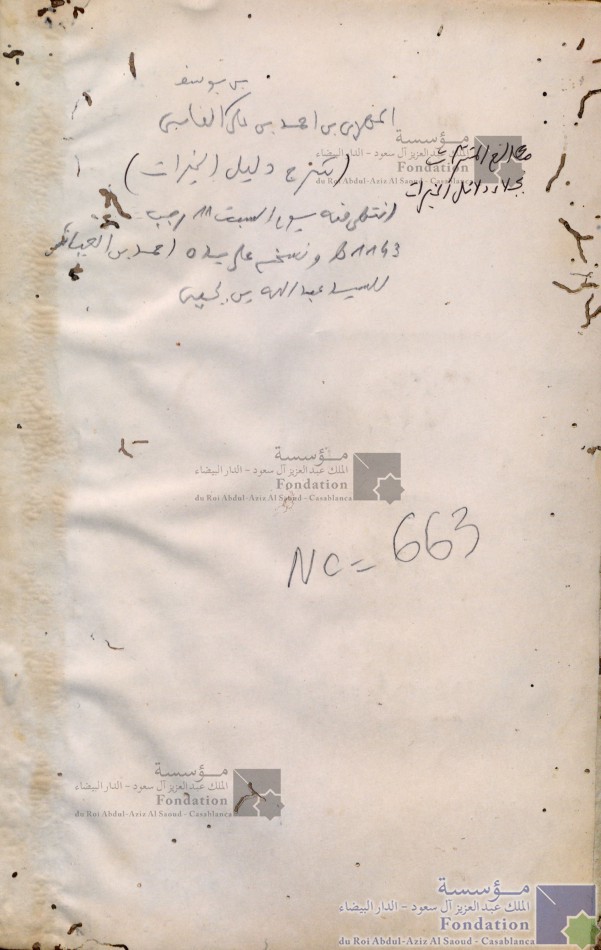 بن يوسف
المهدي بن احمد بن علي الفاسي
مطالع المسرات
(شرح دليل الخيرات) 1
بجلاء دلائل الخيرات
انتهى منه يوم السبت 11 رجب
1143 ه ونسخه على يده احمد بن
للسيد عبد الله بن يحيى
NC = 663
مؤسسة
الملك عبد العزيز آل سعود - الدار البيضاء
Fondation
du Roi Abdul-Aziz Al Saoud - Casablanca
مؤسسة
الملك عبد العزيز آل سعود - الدار البيضاء
Fondation
du Roi Abdul-Aziz Al Saoud - Casablanca
مؤسسة
الملك عبد العزيز آل سعود - الدار البيضاء
Fondation
du Roi Abdul-Aziz Al Saoud - Casablanca
مؤسسة
الملك عبد العزيز آل سعود - الدار البيضاء
Fondation
du Roi Abdul-Aziz Al Saoud - Casablanca